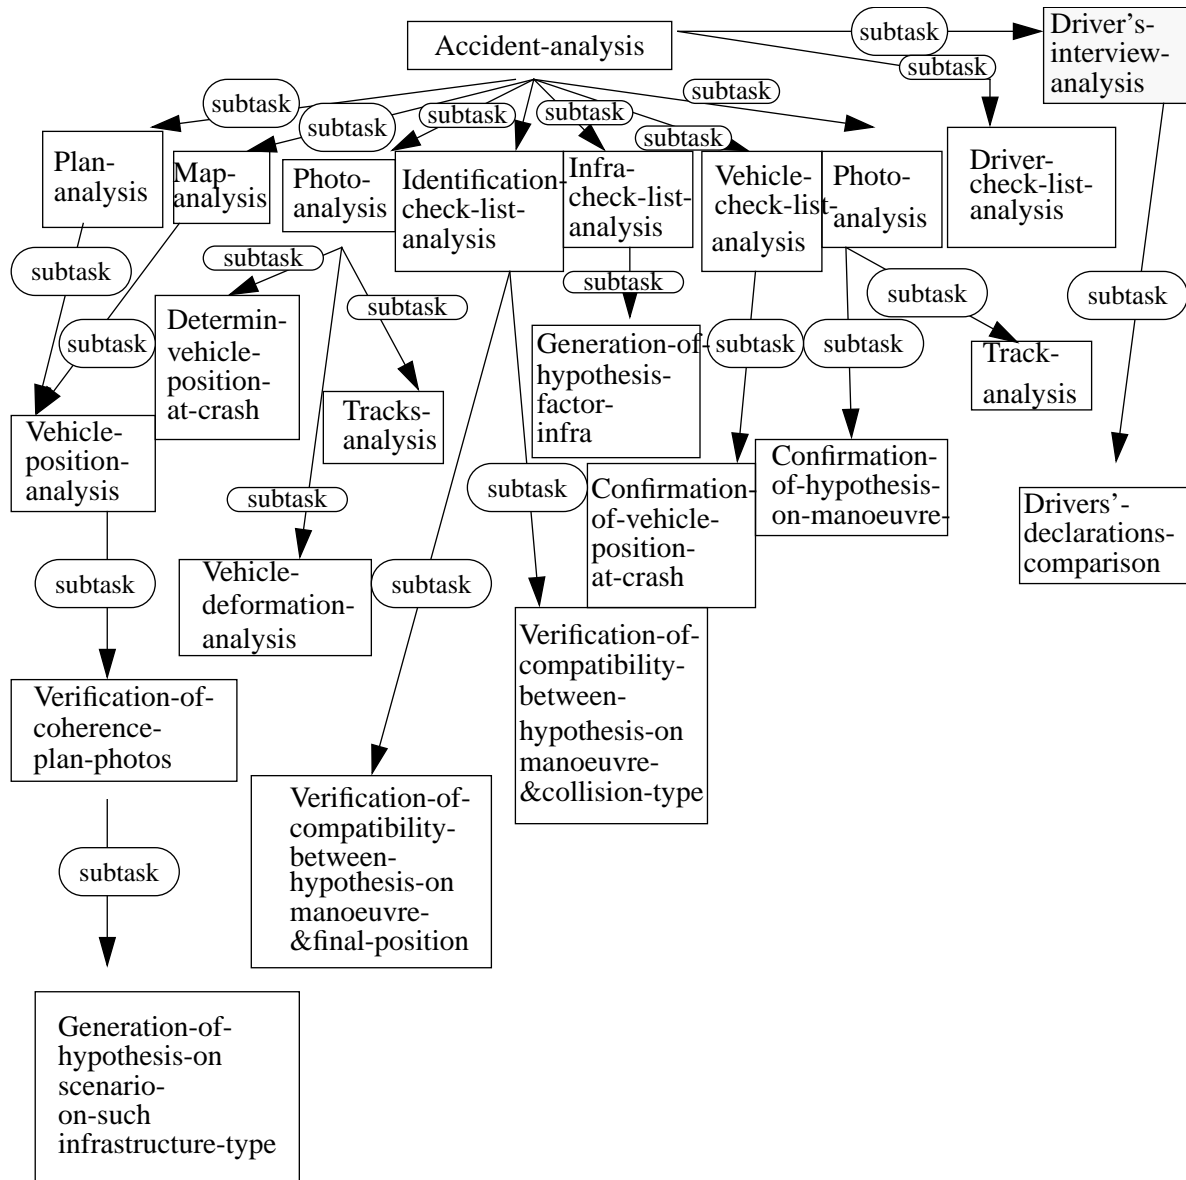 Accident-analysis
subtask
Driver's-
interview-
analysis
subtask
subtask
subtask
subtask
subtask
subtask
subtask
subtask
Plan-
analysis
Map-
analysis
Photo-
analysis
Identification-
check-list-
analysis
Infra-
check-list-
analysis
Vehicle-
check-list-
analysis
Photo-
analysis
Driver-
check-list-
analysis
subtask
subtask
subtask
subtask
subtask
subtask
subtask
subtask
subtask
subtask
Determin-
vehicle-
position-
at-crash
Tracks-
analysis
Generation-of-
hypothesis-
factor-
infra
Track-
analysis
Vehicle-
position-
analysis
subtask
subtask
Confirmation-
of-vehicle-
position-
at-crash
Confirmation-
of-hypothesis-
on-manoeuvre-
Drivers'-
declarations-
comparison
subtask
Vehicle-
deformation-
analysis
subtask
Verification-of-
compatibility-
between-
hypothesis-on
manoeuvre-
&collision-type
Verification-of-
coherence-
plan-photos
Verification-of-
compatibility-
between-
hypothesis-on
manoeuvre-
&final-position
subtask
Generation-of-
hypothesis-on
scenario-
on-such
infrastructure-type